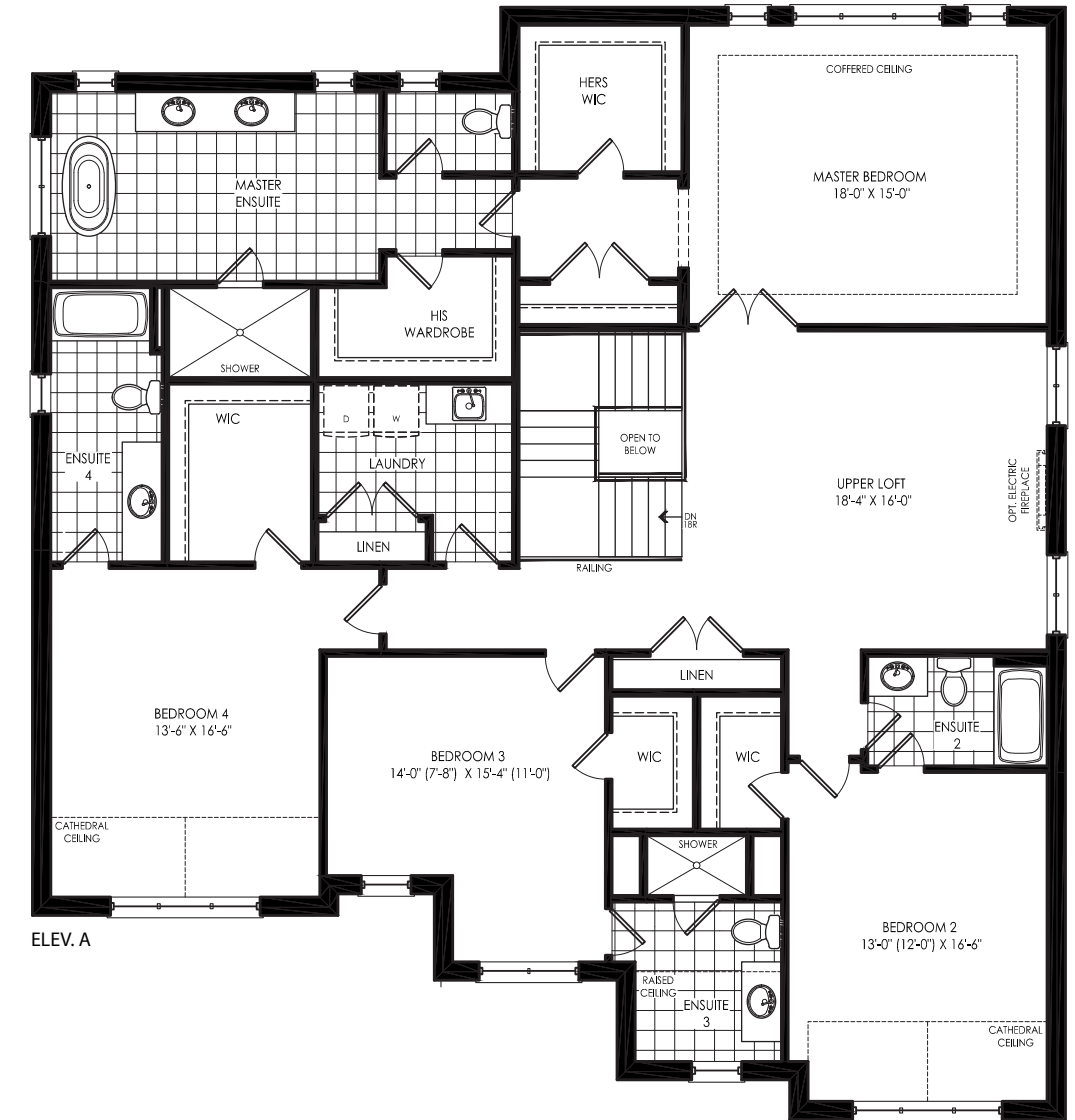 COFFERED CEILING
HERS
WIC
MASTER BEDROOM
18'-0" X 15'-0"
MASTER
ENSUITE
HIS
WARDROBE
SHOWER
WIC
D
W
LAUNDRY
LINEN
ENSUITE
4
OPEN TO
BELOW
DN
18R
RAILING
UPPER LOFT
18'-4" X 16'-0"
OPT. ELECTRIC
FIREPLACE
LINEN
BEDROOM 4
13'-6" X 16'-6"
CATHEDRAL
CEILING
BEDROOM 3
14'-0" (7'-8") X 15'-4" (11'-0")
WIC
WIC
ENSUITE
2
SHOWER
RAISED
CEILING
ENSUITE
3
BEDROOM 2
13'-0" (12'-0") X 16'-6"
CATHEDRAL
CEILING
ELEV. A